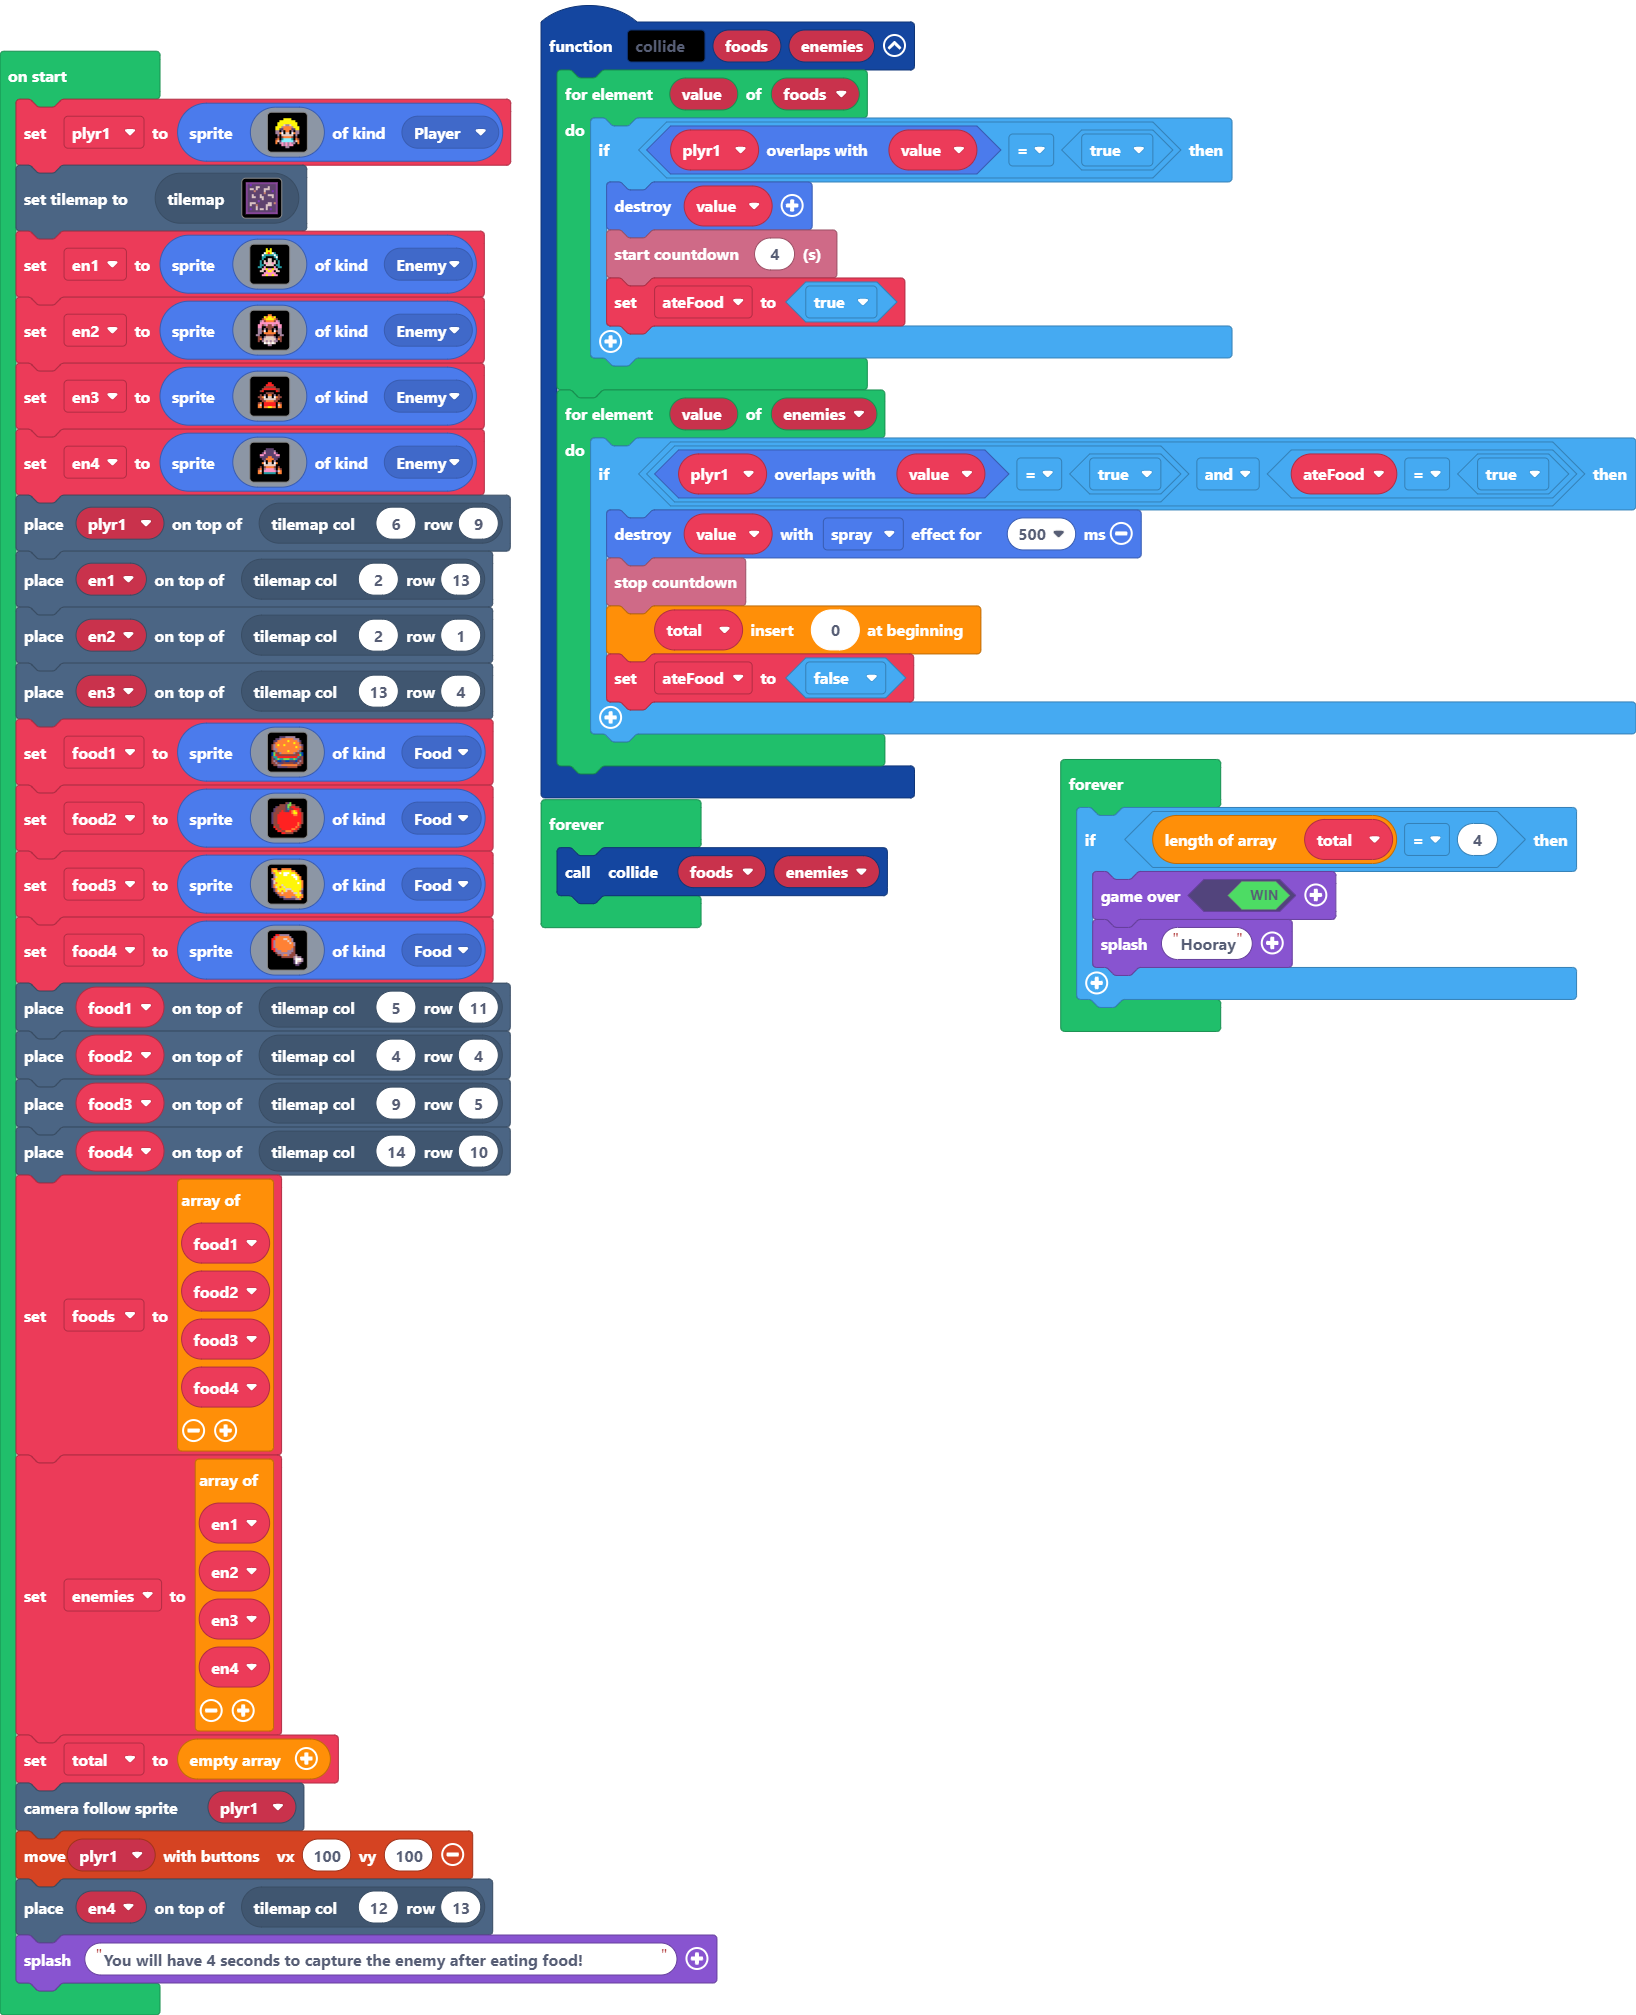 on start
set plyr1 to sprite of kind Player
set tilemap to tilemap
set en1 to sprite of kind Enemy
set en2 to sprite of kind Enemy
set en3 to sprite of kind Enemy
set en4 to sprite of kind Enemy
place plyr1 on top of tilemap col 6 row 9
place en1 on top of tilemap col 2 row 13
place en2 on top of tilemap col 2 row 1
place en3 on top of tilemap col 13 row 4
set food1 to sprite of kind Food
set food2 to sprite of kind Food
set food3 to sprite of kind Food
set food4 to sprite of kind Food
place food1 on top of tilemap col 5 row 11
place food2 on top of tilemap col 4 row 4
place food3 on top of tilemap col 9 row 5
place food4 on top of tilemap col 14 row 10
set foods to array of
food1
food2
food3
food4
set enemies to array of
en1
en2
en3
en4
set total to empty array
camera follow sprite plyr1
move plyr1 with buttons vx 100 vy 100
place en4 on top of tilemap col 12 row 13
splash "You will have 4 seconds to capture the enemy after eating food! "
function collide foods enemies
for element value of foods
do
if plyr1 overlaps with value = true then
destroy value
start countdown 4 (s)
set ateFood to true
for element value of enemies
do
if plyr1 overlaps with value = true and ateFood = true then
destroy value with spray effect for 500 ms
stop countdown
total insert 0 at beginning
set ateFood to false
forever
call collide foods enemies
forever
if length of array total = 4 then
game over WIN
splash "Hooray"